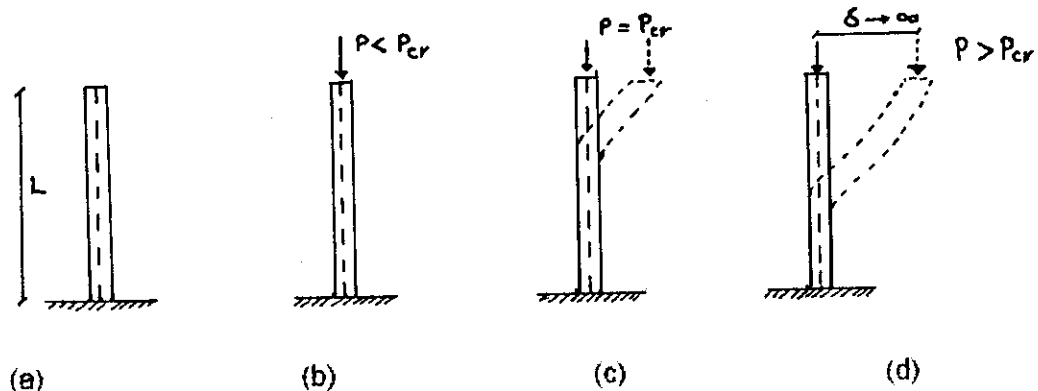 δ → ∞
P < Pcr
P = Pcr
P > Pcr
L
(a)
(b)
(c)
(d)